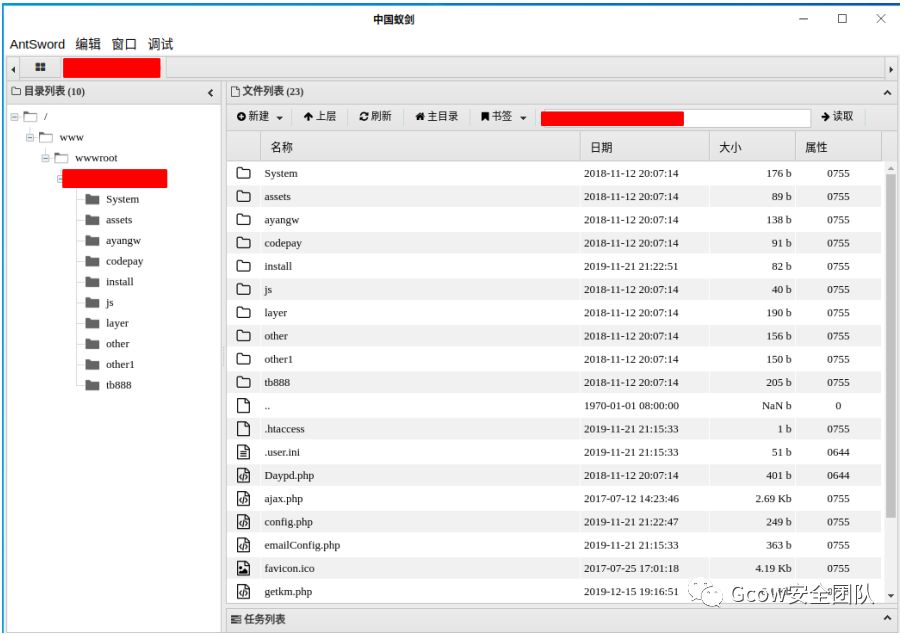 中国蚁剑
AntSword 编辑 窗口 调试
目录列表 (10)
/
www
wwwroot
System
assets
ayangw
codepay
install
js
layer
other
other1
tb888
文件列表 (23)
新建 上层 刷新 主目录 书签 读取
名称 日期 大小 属性
System 2018-11-12 20:07:14 176 b 0755
assets 2018-11-12 20:07:14 89 b 0755
ayangw 2018-11-12 20:07:14 138 b 0755
codepay 2018-11-12 20:07:14 91 b 0755
install 2019-11-21 21:22:51 82 b 0755
js 2018-11-12 20:07:14 40 b 0755
layer 2018-11-12 20:07:14 190 b 0755
other 2018-11-12 20:07:14 156 b 0755
other1 2018-11-12 20:07:14 150 b 0755
tb888 2018-11-12 20:07:14 205 b 0755
.. 1970-01-01 08:00:00 NaN b 0
.htaccess 2019-11-21 21:15:33 1 b 0755
.user.ini 2019-11-21 21:15:33 51 b 0644
Daypd.php 2018-11-12 20:07:14 401 b 0644
ajax.php 2017-07-12 14:23:46 2.69 Kb 0755
config.php 2019-11-21 21:22:47 249 b 0755
emailConfig.php 2019-11-21 21:15:33 363 b 0755
favicon.ico 2017-07-25 17:01:18 4.19 Kb 0755
getkm.php 2019-12-15 19:16:51
Gcow安全团队
任务列表